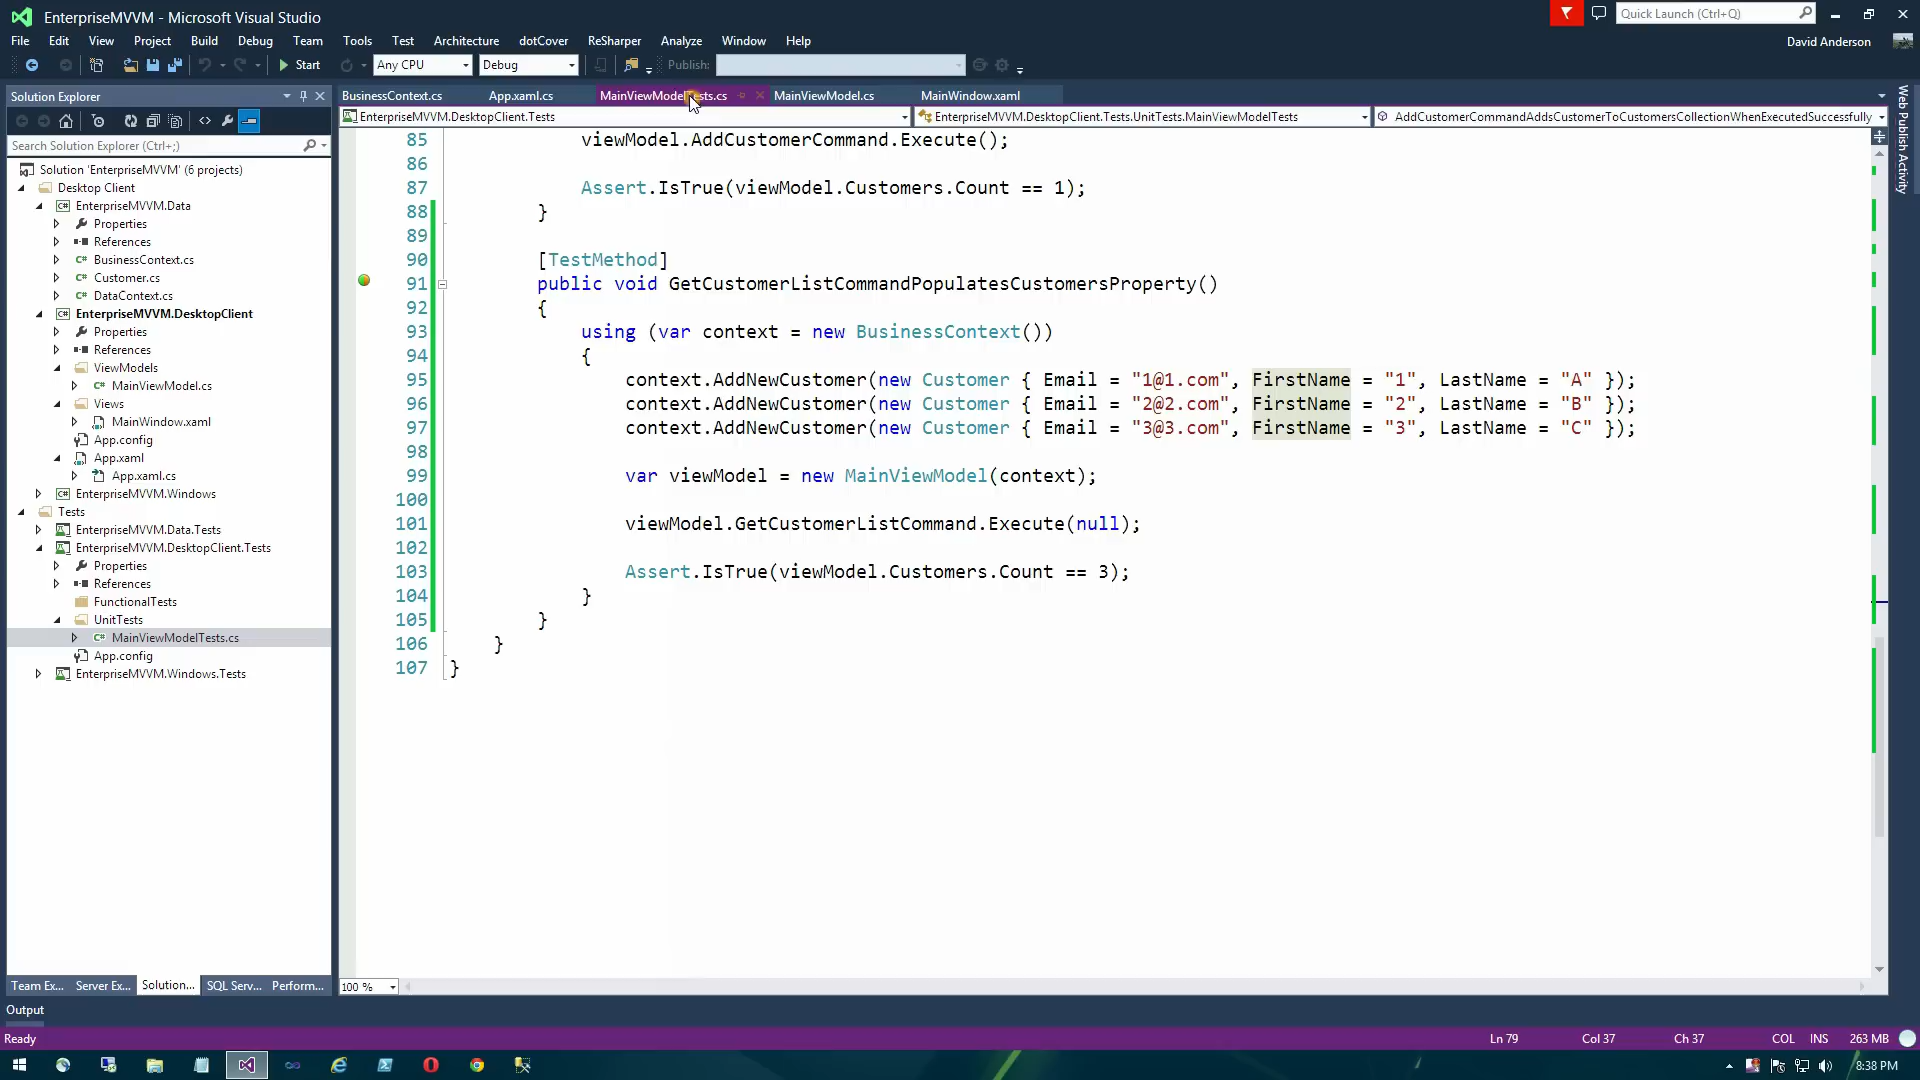 EnterpriseMVVM - Microsoft Visual Studio
Quick Launch (Ctrl+Q)
File Edit View Project Build Debug Team Tools Test Architecture dotCover ReSharper Analyze Window Help
David Anderson
Start Any CPU Debug Publish:
Solution Explorer
BusinessContext.cs App.xaml.cs MainViewModelTests.cs MainViewModel.cs MainWindow.xaml
EnterpriseMVVM.DesktopClient.Tests EnterpriseMVVM.DesktopClient.Tests.UnitTests.MainViewModelTests AddCustomerCommandAddsCustomerToCustomersCollectionWhenExecutedSuccessfully
Web Publish Activity
Search Solution Explorer (Ctrl+;)
Solution 'EnterpriseMVVM' (6 projects)
Desktop Client
EnterpriseMVVM.Data
Properties
References
BusinessContext.cs
Customer.cs
DataContext.cs
EnterpriseMVVM.DesktopClient
Properties
References
ViewModels
MainViewModel.cs
Views
MainWindow.xaml
App.config
App.xaml
App.xaml.cs
EnterpriseMVVM.Windows
Tests
EnterpriseMVVM.Data.Tests
EnterpriseMVVM.DesktopClient.Tests
Properties
References
FunctionalTests
UnitTests
MainViewModelTests.cs
App.config
EnterpriseMVVM.Windows.Tests
85 viewModel.AddCustomerCommand.Execute();
86
87 Assert.IsTrue(viewModel.Customers.Count == 1);
88 }
89
90 [TestMethod]
91 public void GetCustomerListCommandPopulatesCustomersProperty()
92 {
93 using (var context = new BusinessContext())
94 {
95 context.AddNewCustomer(new Customer { Email = "1@1.com", FirstName = "1", LastName = "A" });
96 context.AddNewCustomer(new Customer { Email = "2@2.com", FirstName = "2", LastName = "B" });
97 context.AddNewCustomer(new Customer { Email = "3@3.com", FirstName = "3", LastName = "C" });
98
99 var viewModel = new MainViewModel(context);
100
101 viewModel.GetCustomerListCommand.Execute(null);
102
103 Assert.IsTrue(viewModel.Customers.Count == 3);
104 }
105 }
106 }
107 }
Team Ex... Server Ex... Solution... SQL Serv... Perform...
100 %
Output
Ready Ln 79 Col 37 Ch 37 COL INS 263 MB
8:38 PM